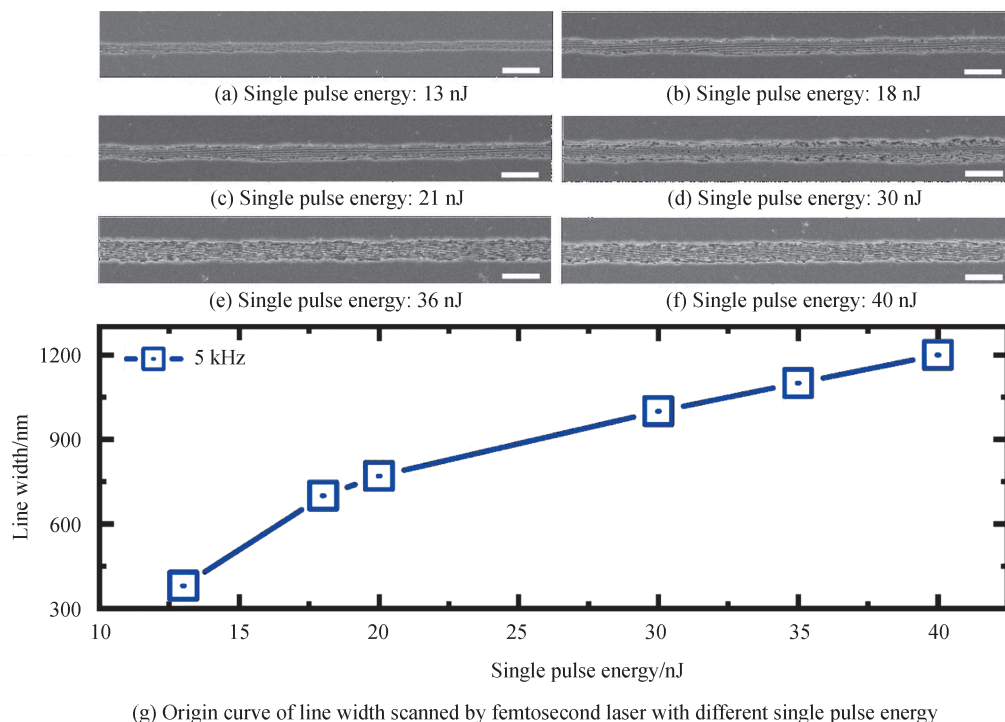 (a) Single pulse energy: 13 nJ
(b) Single pulse energy: 18 nJ
(c) Single pulse energy: 21 nJ
(d) Single pulse energy: 30 nJ
(e) Single pulse energy: 36 nJ
(f) Single pulse energy: 40 nJ
5 kHz
1200
900
600
300
Line width/nm
10 15 20 25 30 35 40
Single pulse energy/nJ
(g) Origin curve of line width scanned by femtosecond laser with different single pulse energy